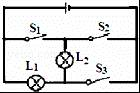 S₁ S₂
L₂
L₁ S₃